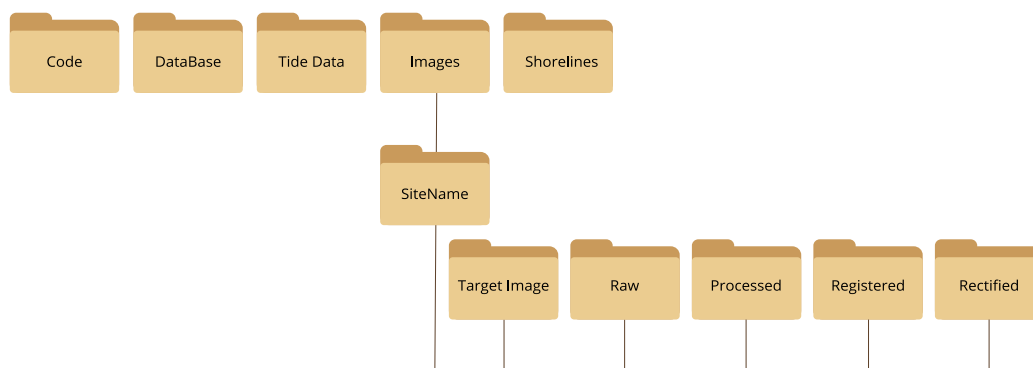 Code
DataBase
Tide Data
Images
Shorelines
SiteName
Target Image
Raw
Processed
Registered
Rectified